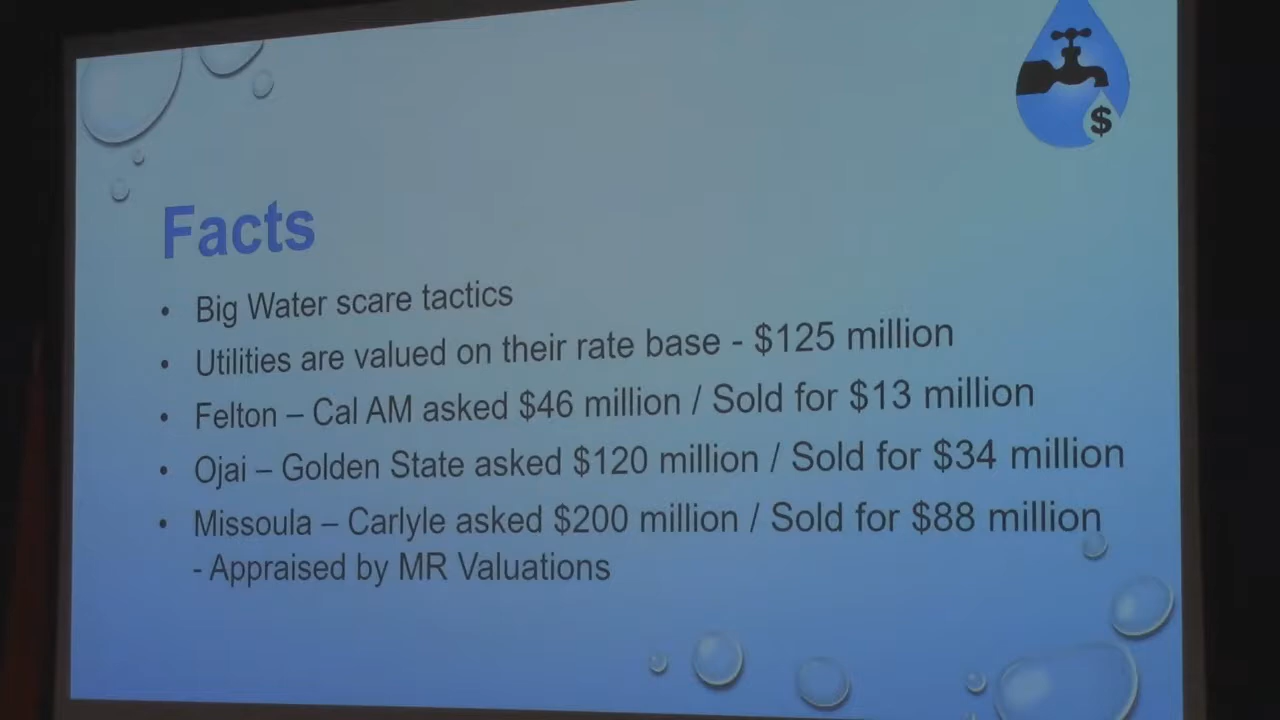 $
Facts
• Big Water scare tactics
• Utilities are valued on their rate base - $125 million
• Felton – Cal AM asked $46 million / Sold for $13 million
• Ojai – Golden State asked $120 million / Sold for $34 million
• Missoula – Carlyle asked $200 million / Sold for $88 million
- Appraised by MR Valuations